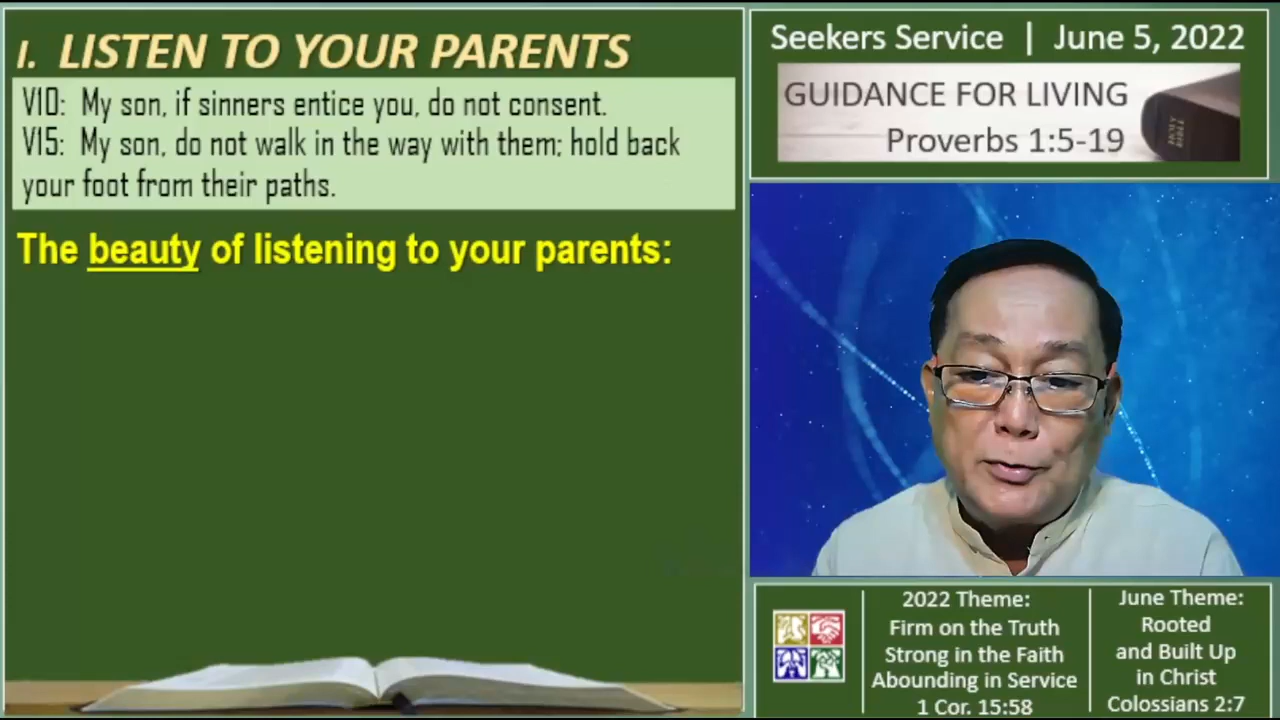 I. LISTEN TO YOUR PARENTS
V10: My son, if sinners entice you, do not consent.
V15: My son, do not walk in the way with them; hold back
your foot from their paths.
The beauty of listening to your parents:
Seekers Service | June 5, 2022
GUIDANCE FOR LIVING
Proverbs 1:5-19
2022 Theme:
Firm on the Truth
Strong in the Faith
Abounding in Service
1 Cor. 15:58
June Theme:
Rooted
and Built Up
in Christ
Colossians 2:7